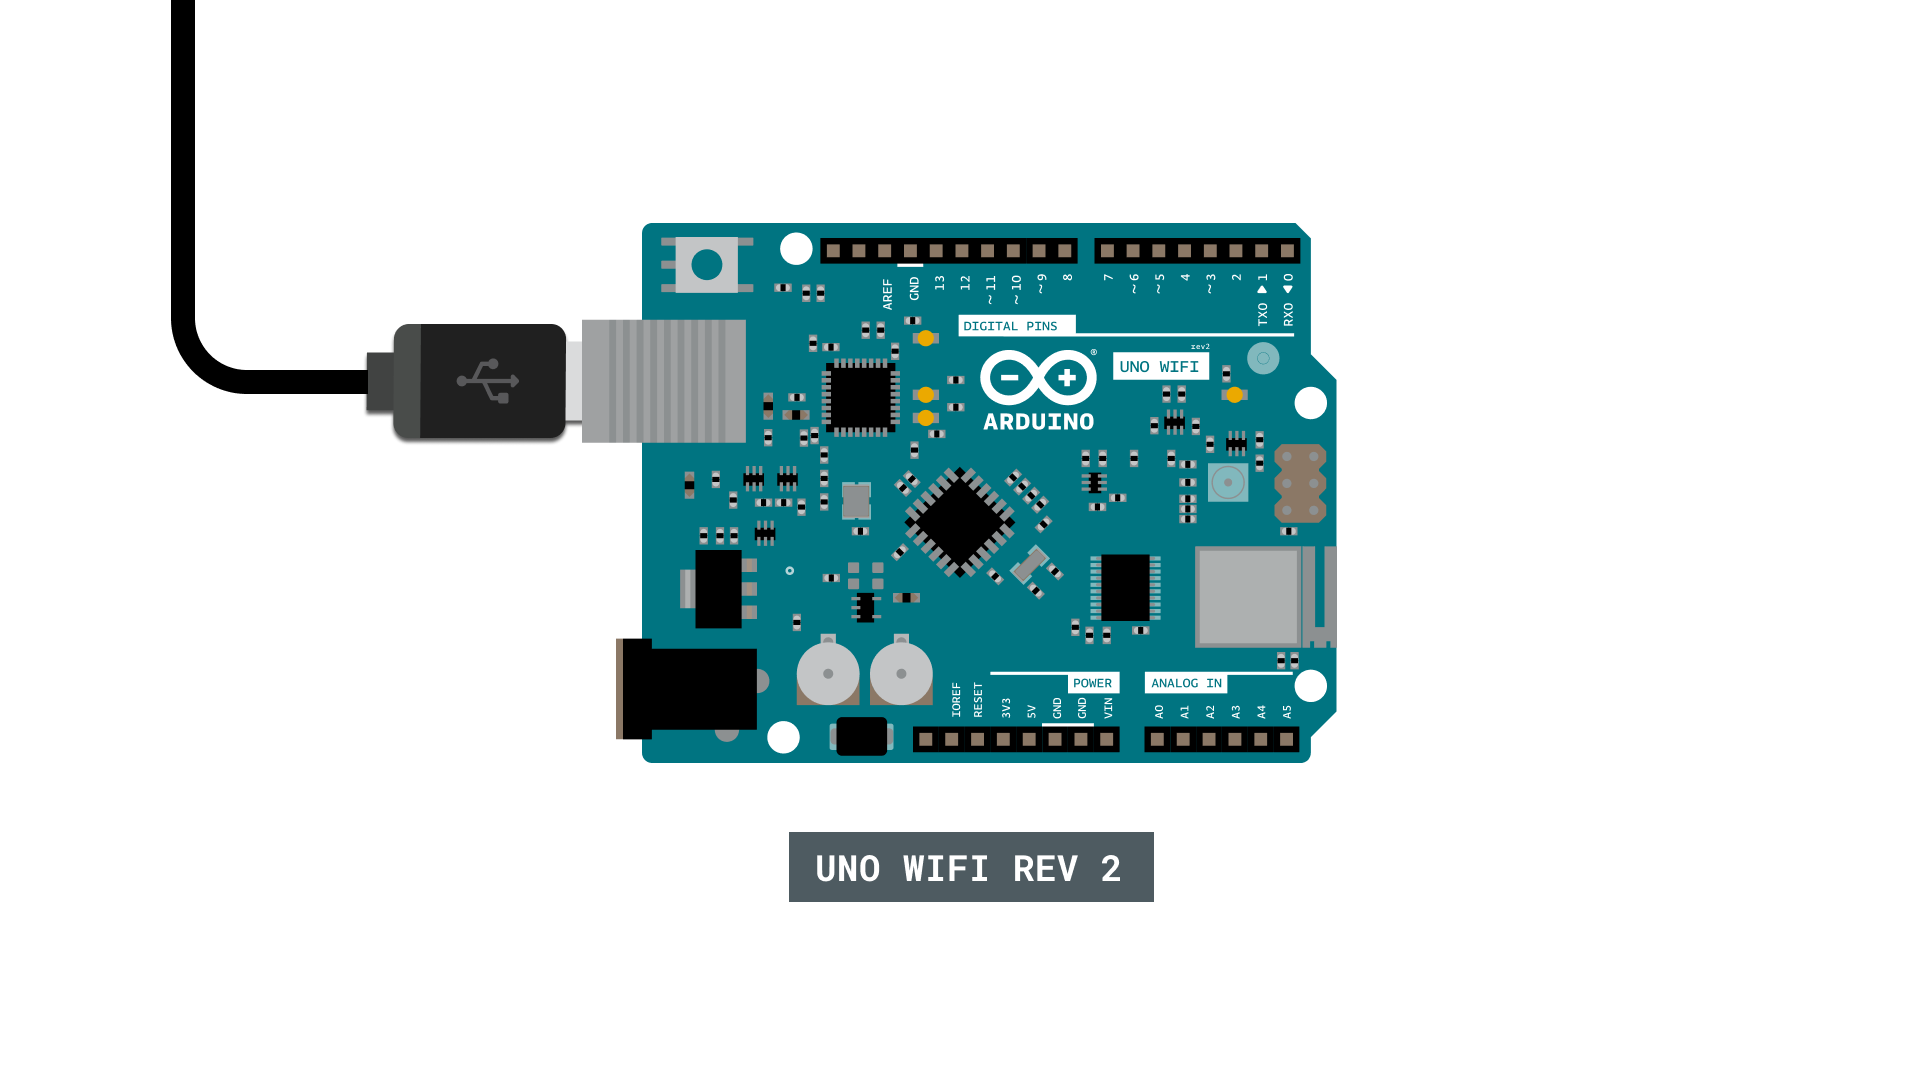 AREF
GND
13
12
~11
~10
~9
8
7
~6
~5
4
~3
2
TX0 ▶ 1
RX0 ◀ 0
DIGITAL PINS
rev2
UNO WIFI
®
ARDUINO
IOREF
RESET
3V3
5V
GND
GND
VIN
POWER
ANALOG IN
A0
A1
A2
A3
A4
A5
UNO WIFI REV 2